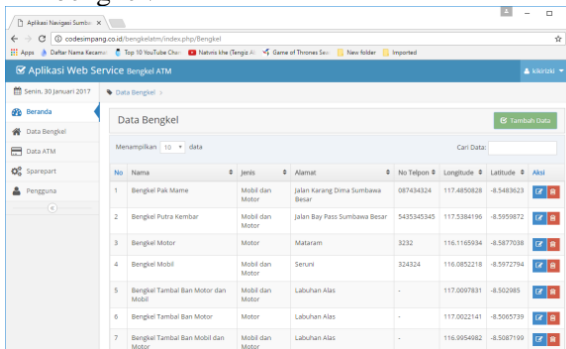 Aplikasi Navigasi Sumba
codesimpang.co.id/bengkelatm/index.php/Bengkel
Apps Daftar Nama Kecama Top 10 YouTube Cha Game of Thrones Sea New folder Imported
Aplikasi Web Service Bengkel ATM
kikirizki
Senin, 30 Januari 2017
Data Bengkel
Beranda
Data Bengkel
Data ATM
Sparepart
Pengguna
Data Bengkel
Tambah Data
Menampilkan 10 data
Cari Data:
No Nama Jenis Alamat No Telpon Longitude Latitude Aksi
1 Bengkel Pak Mame Mobil dan Motor Jalan Karang Dima Sumbawa Besar 087434324 117.4850828 -8.5483623
2 Bengkel Putra Kembar Mobil dan Motor Jalan Bay Pass Sumbawa Besar 5435345345 117.5384196 -8.5959872
3 Bengkel Motor Motor Mataram 3232 116.1165934 -8.5877038
4 Bengkel Mobil Mobil dan Motor Seruni 324324 116.0852218 -8.5972794
5 Bengkel Tambal Ban Motor dan Mobil Mobil dan Motor Labuhan Alas - 117.0097831 -8.502985
6 Bengkel Tambal Ban Motor Motor Labuhan Alas - 117.0022141 -8.5065739
7 Bengkel Tambal Ban Mobil dan Motor Mobil dan Motor Labuhan Alas - 116.9954982 -8.5087199